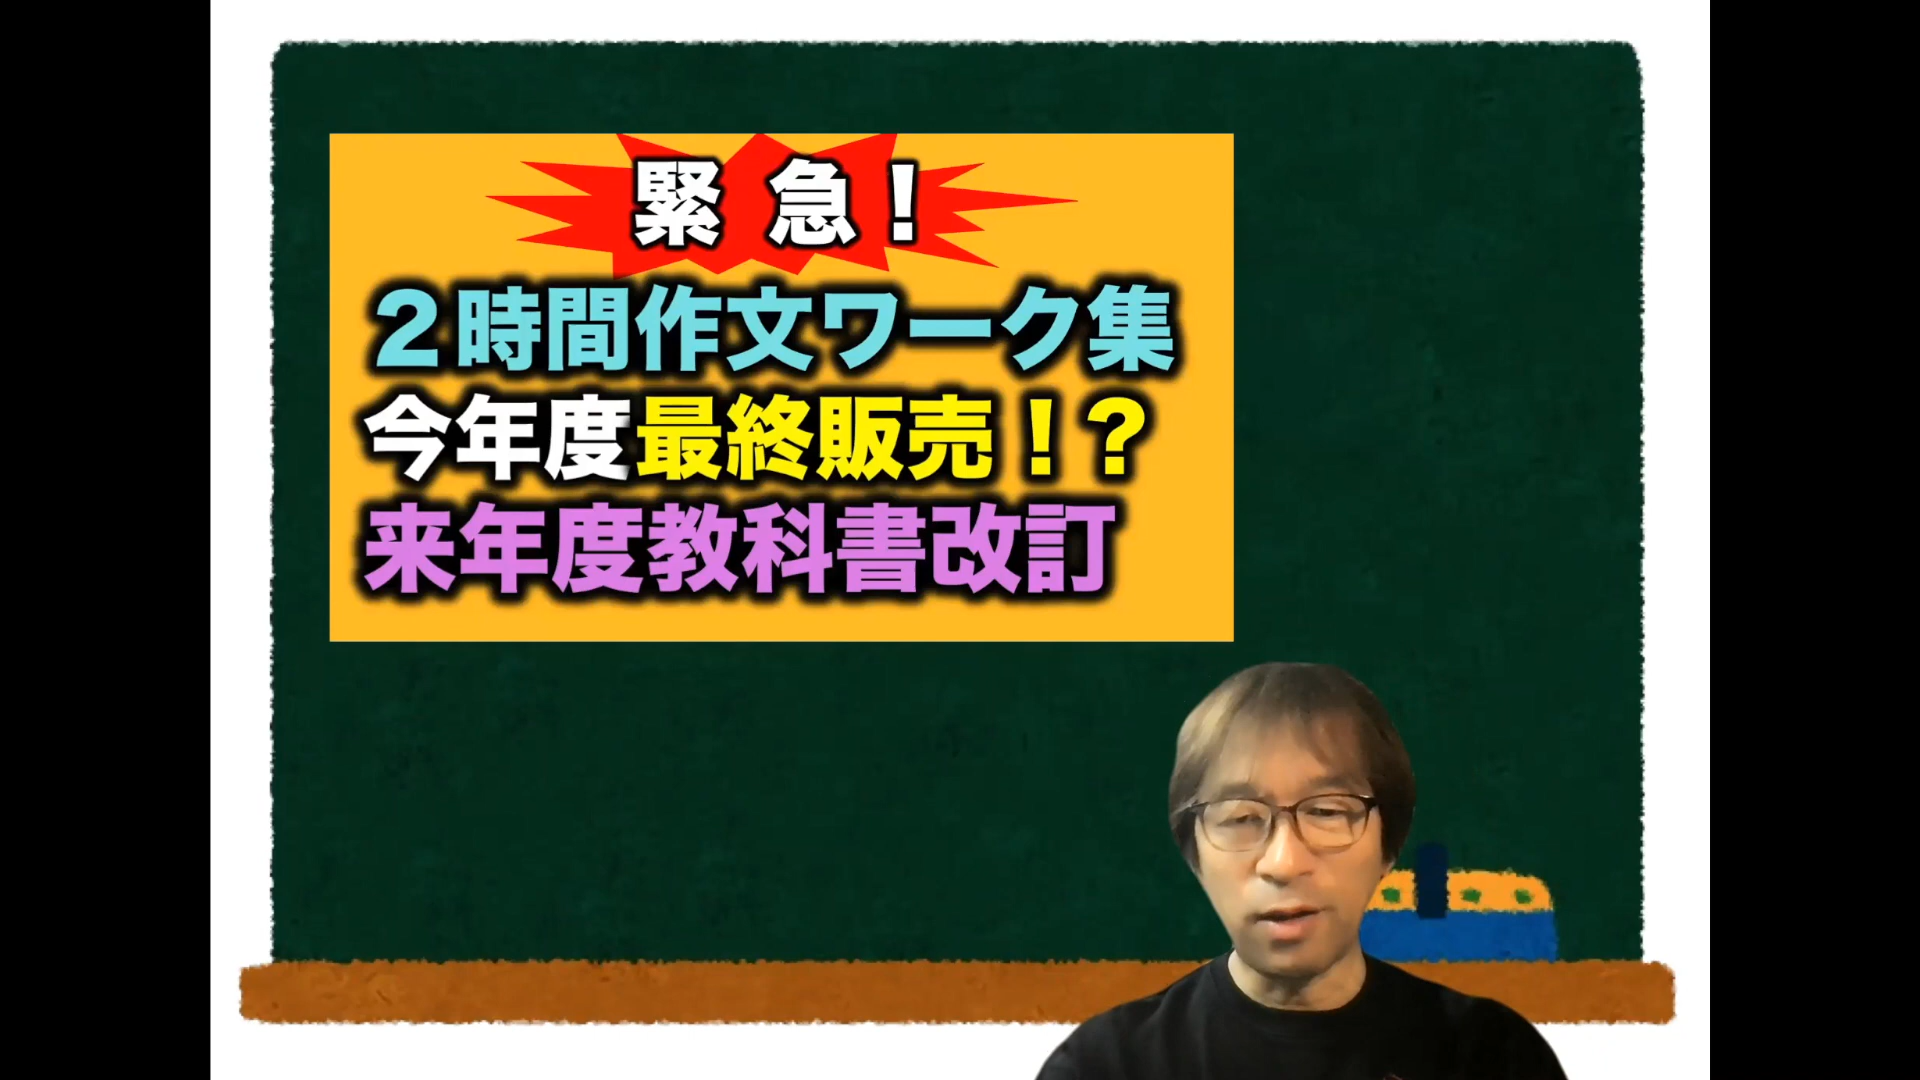 緊急！
２時間作文ワーク集
今年度最終販売！？
来年度教科書改訂